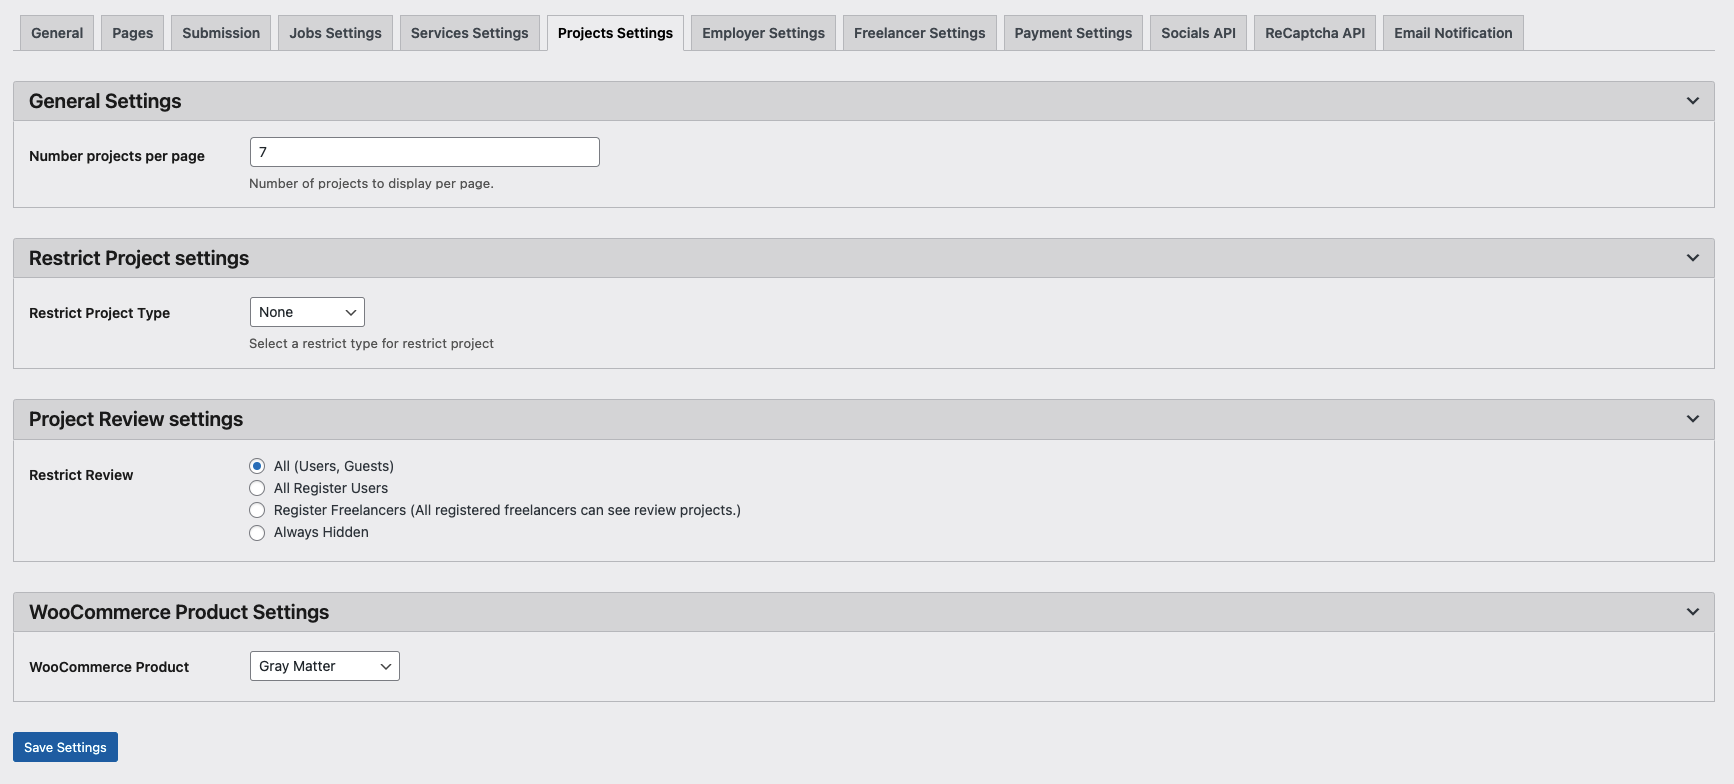 General Pages Submission Jobs Settings Services Settings Projects Settings Employer Settings Freelancer Settings Payment Settings Socials API ReCaptcha API Email Notification
General Settings
Number projects per page 7
Number of projects to display per page.
Restrict Project settings
Restrict Project Type None
Select a restrict type for restrict project
Project Review settings
Restrict Review
All (Users, Guests)
All Register Users
Register Freelancers (All registered freelancers can see review projects.)
Always Hidden
WooCommerce Product Settings
WooCommerce Product Gray Matter
Save Settings